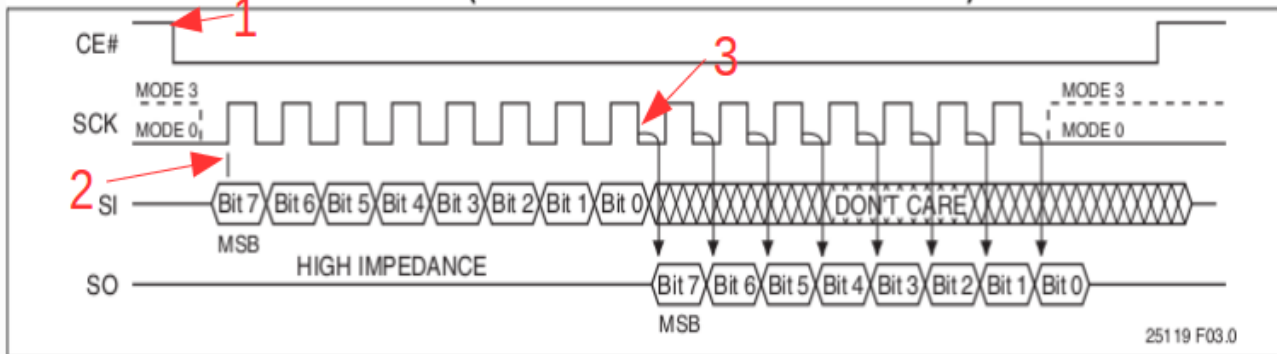 1
CE#
3
MODE 3
MODE 3
SCK
MODE 0
MODE 0
2
SI
Bit 7 Bit 6 Bit 5 Bit 4 Bit 3 Bit 2 Bit 1 Bit 0 DON'T CARE
MSB
HIGH IMPEDANCE
SO
Bit 7 Bit 6 Bit 5 Bit 4 Bit 3 Bit 2 Bit 1 Bit 0
MSB
25119 F03.0